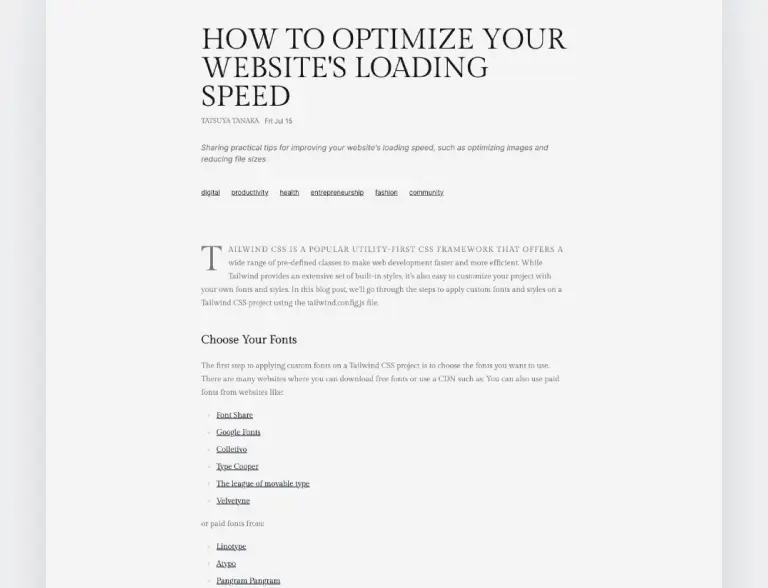 HOW TO OPTIMIZE YOUR
WEBSITE'S LOADING
SPEED
TATSUYA TANAKA Fri Jul 15
Sharing practical tips for improving your website's loading speed, such as optimizing images and
reducing file sizes
digital productivity health entrepreneurship fashion community
TAILWIND CSS IS A POPULAR UTILITY-FIRST CSS FRAMEWORK THAT OFFERS A
wide range of pre-defined classes to make web development faster and more efficient. While
Tailwind provides an extensive set of built-in styles, it's also easy to customize your project with
your own fonts and styles. In this blog post, we'll go through the steps to apply custom fonts and styles on a
Tailwind CSS project using the tailwind.config.js file.
Choose Your Fonts
The first step to applying custom fonts on a Tailwind CSS project is to choose the fonts you want to use.
There are many websites where you can download free fonts or use a CDN such as: You can also use paid
fonts from websites like:
Font Share
Google Fonts
Colletivo
Type Cooper
The league of movable type
Velvetyne
or paid fonts from:
Linotype
Atypo
Pangram Pangram